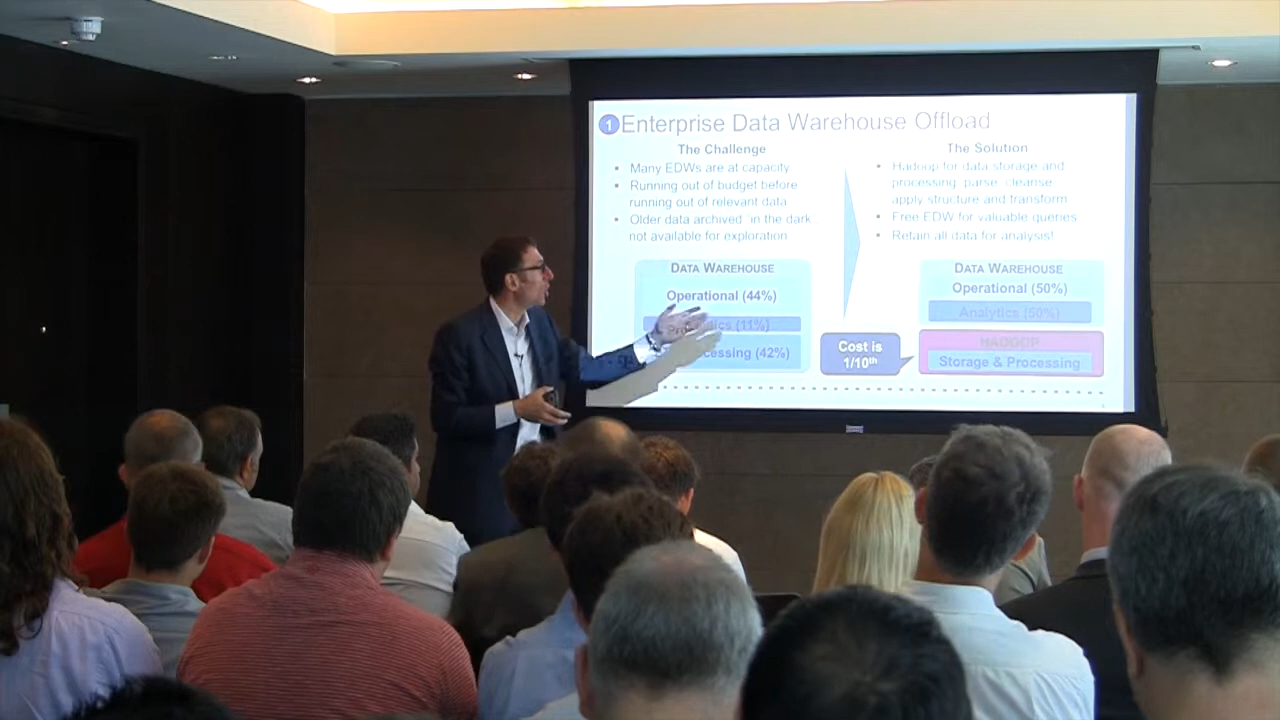 1 Enterprise Data Warehouse Offload
The Challenge
• Many EDWs are at capacity
• Running out of budget before
running out of relevant data
• Older data archived "in the dark
not available for exploration
DATA WAREHOUSE
Operational (44%)
(11%)
(42%)
The Solution
• Hadoop for data storage and
processing: parse, cleanse
apply structure and transform
• Free EDW for valuable queries
• Retain all data for analysis!
DATA WAREHOUSE
Operational (50%)
Analytics (50%)
HADOOP
Storage & Processing
Cost is
1/10th